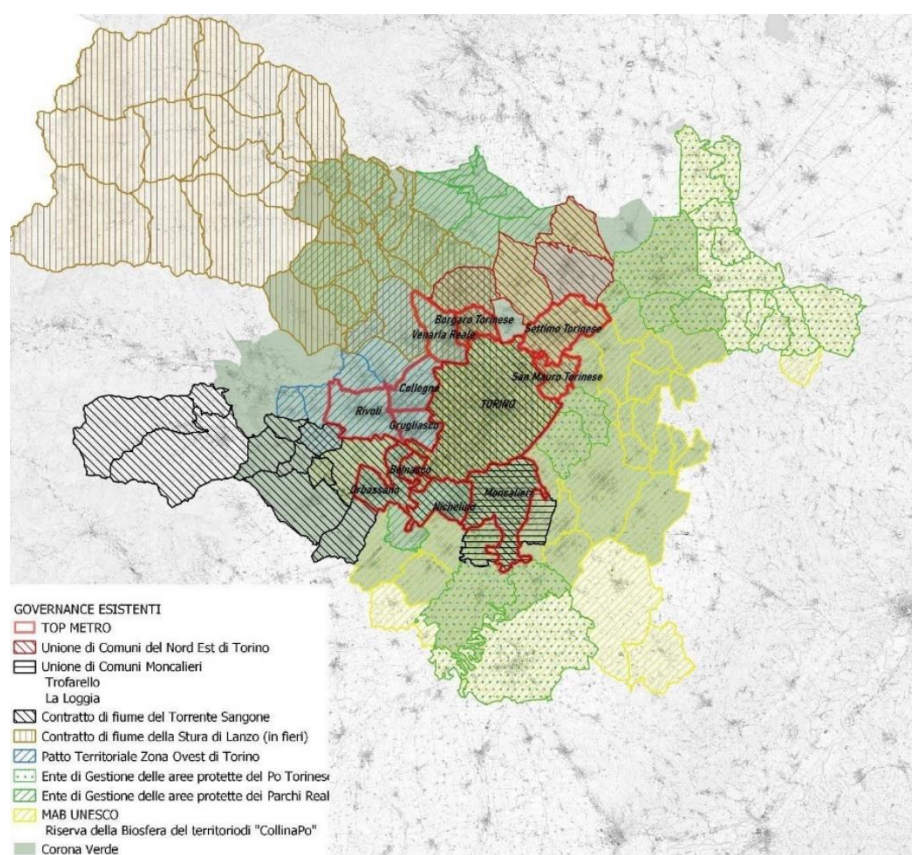 Borgaro Torinese
Venaria Reale
Settimo Torinese
San Mauro Torinese
Collegno
TORINO
Rivoli
Grugliasco
Beinasco
Orbassano
Moncalieri
Nichelino
GOVERNANCE ESISTENTI
TOP METRO
Unione di Comuni del Nord Est di Torino
Unione di Comuni Moncalieri
Trofarello
La Loggia
Contratto di fiume del Torrente Sangone
Contratto di fiume della Stura di Lanzo (in fieri)
Patto Territoriale Zona Ovest di Torino
Ente di Gestione delle aree protette del Po Torinese
Ente di Gestione delle aree protette dei Parchi Real
MAB UNESCO
Riserva della Biosfera del territoriodi "CollinaPo"
Corona Verde